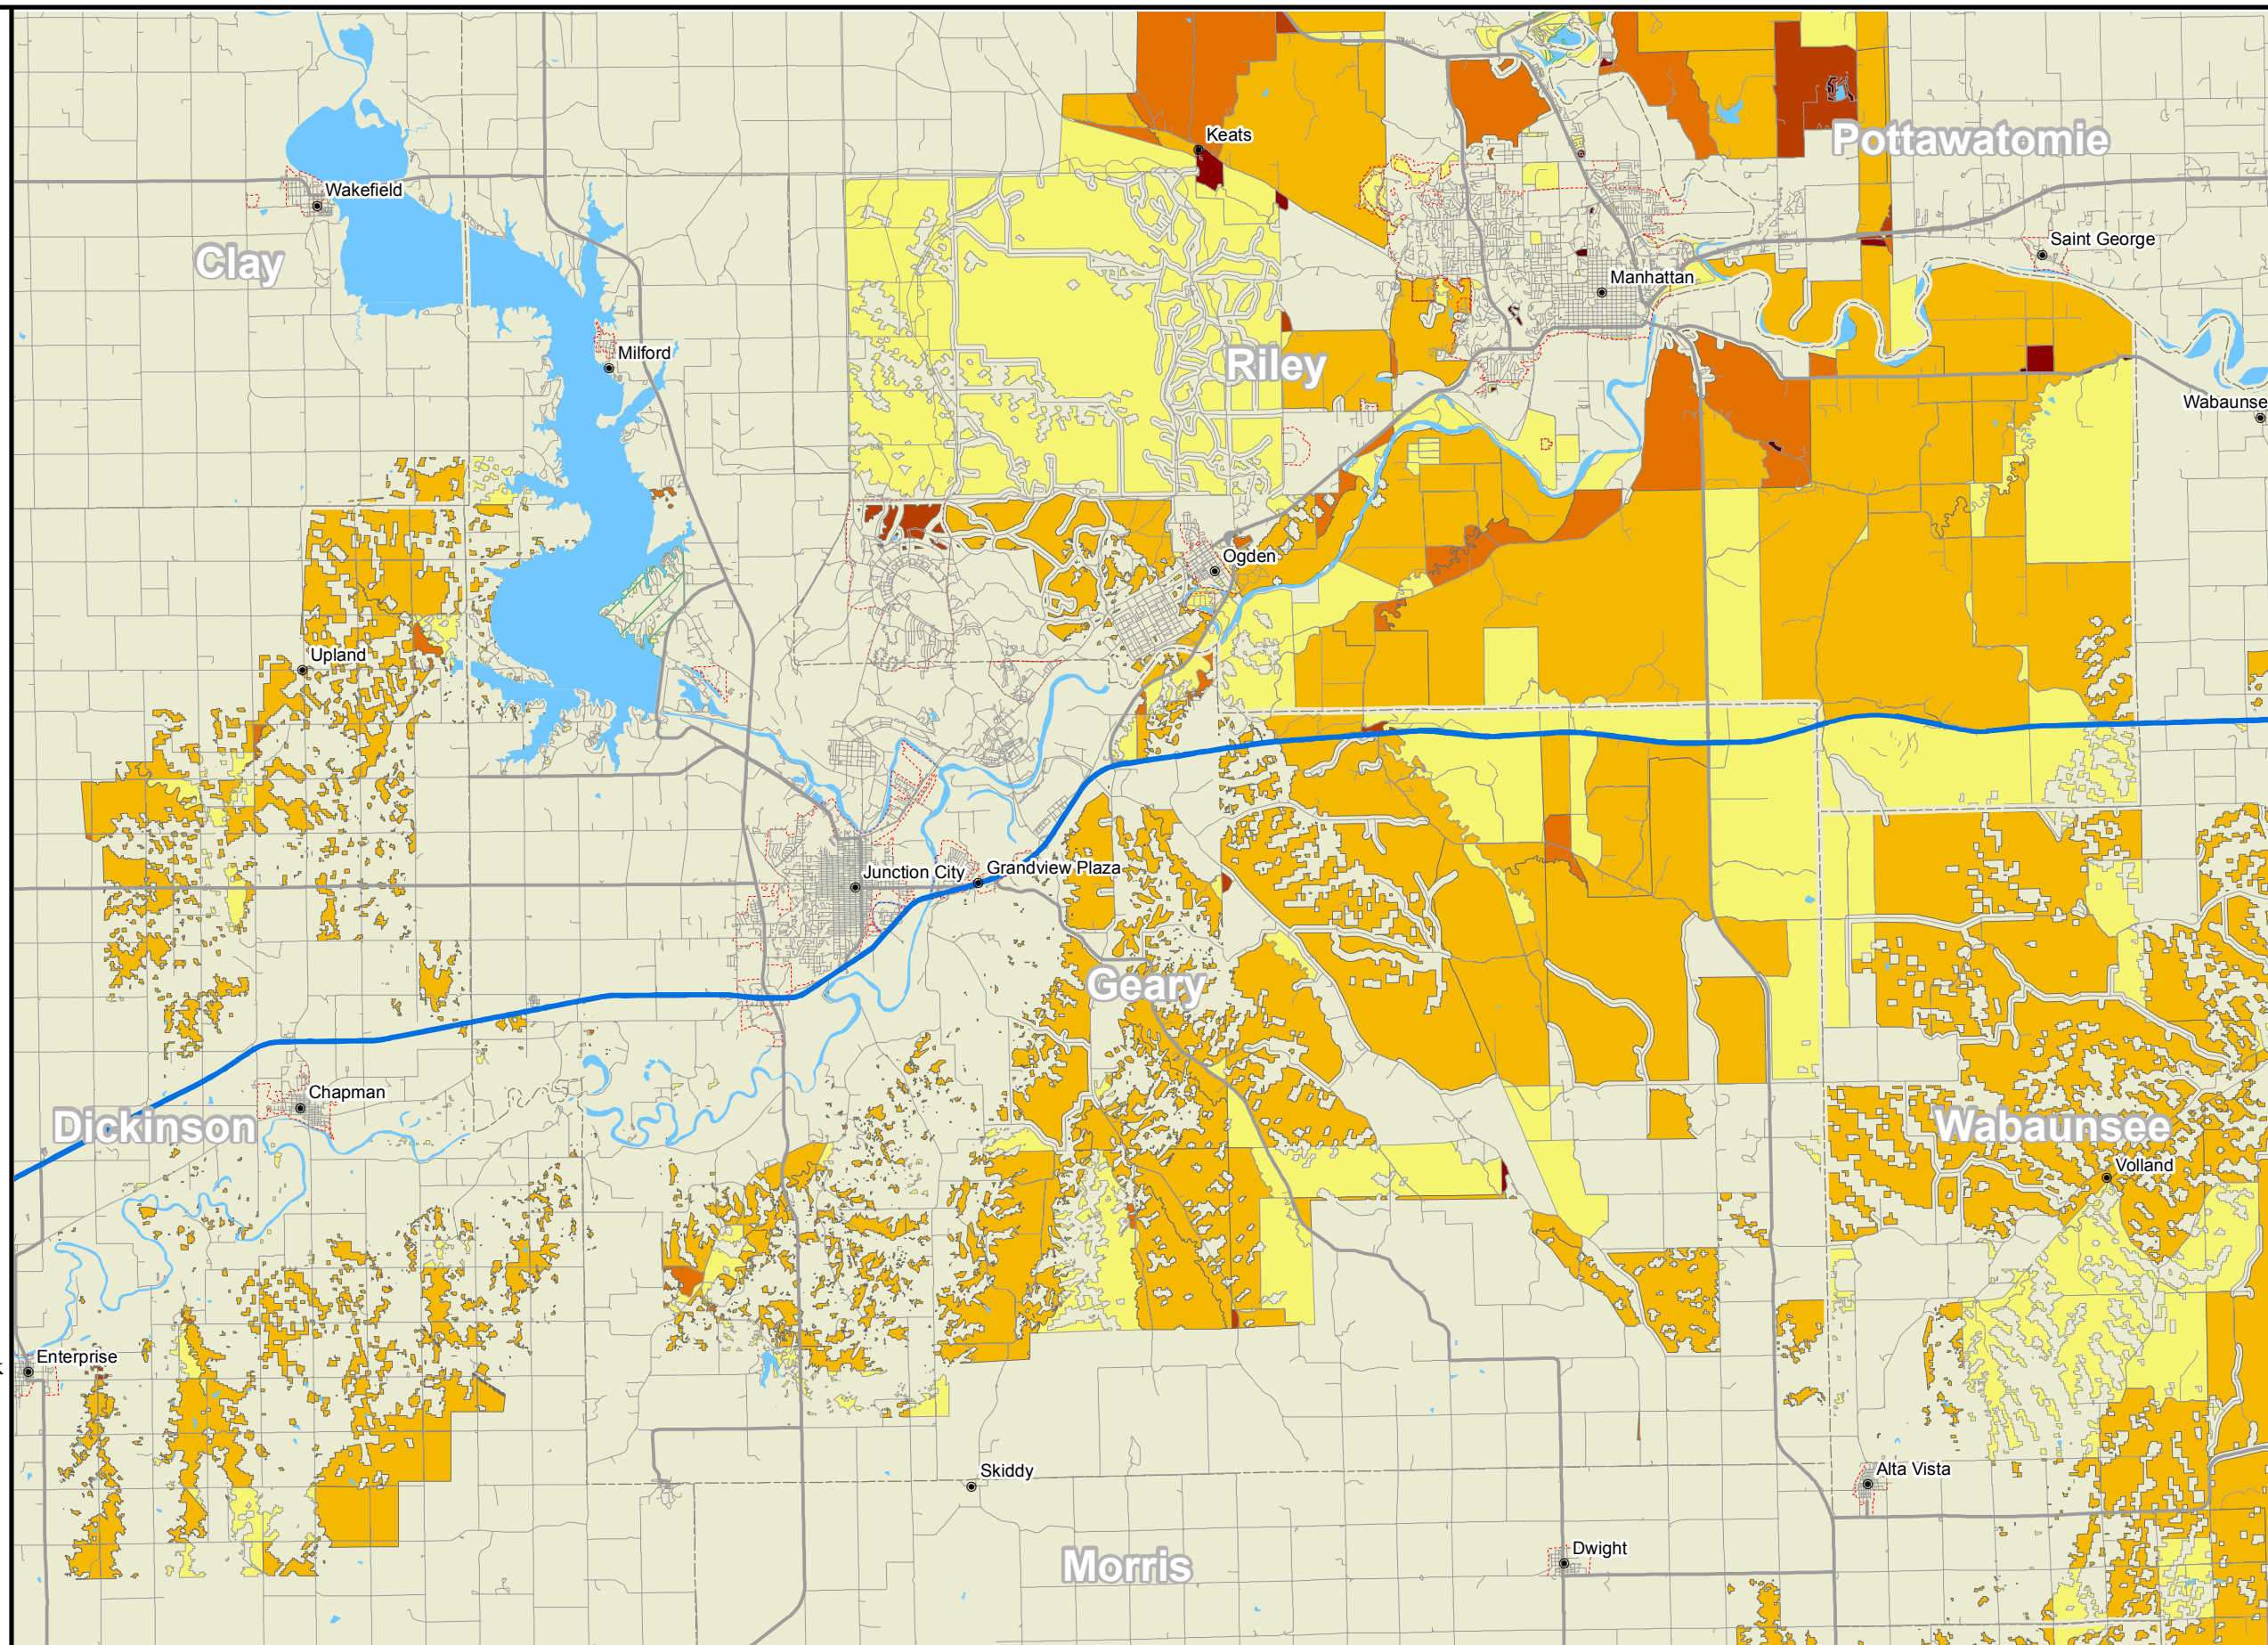 Keats
Pottawatomie
Wakefield
Clay
Saint George
Manhattan
Milford
Riley
Wabaunse
Ogden
Upland
Junction City
Grandview Plaza
Geary
Chapman
Dickinson
Wabaunsee
Volland
Enterprise
Skiddy
Alta Vista
Dwight
Morris